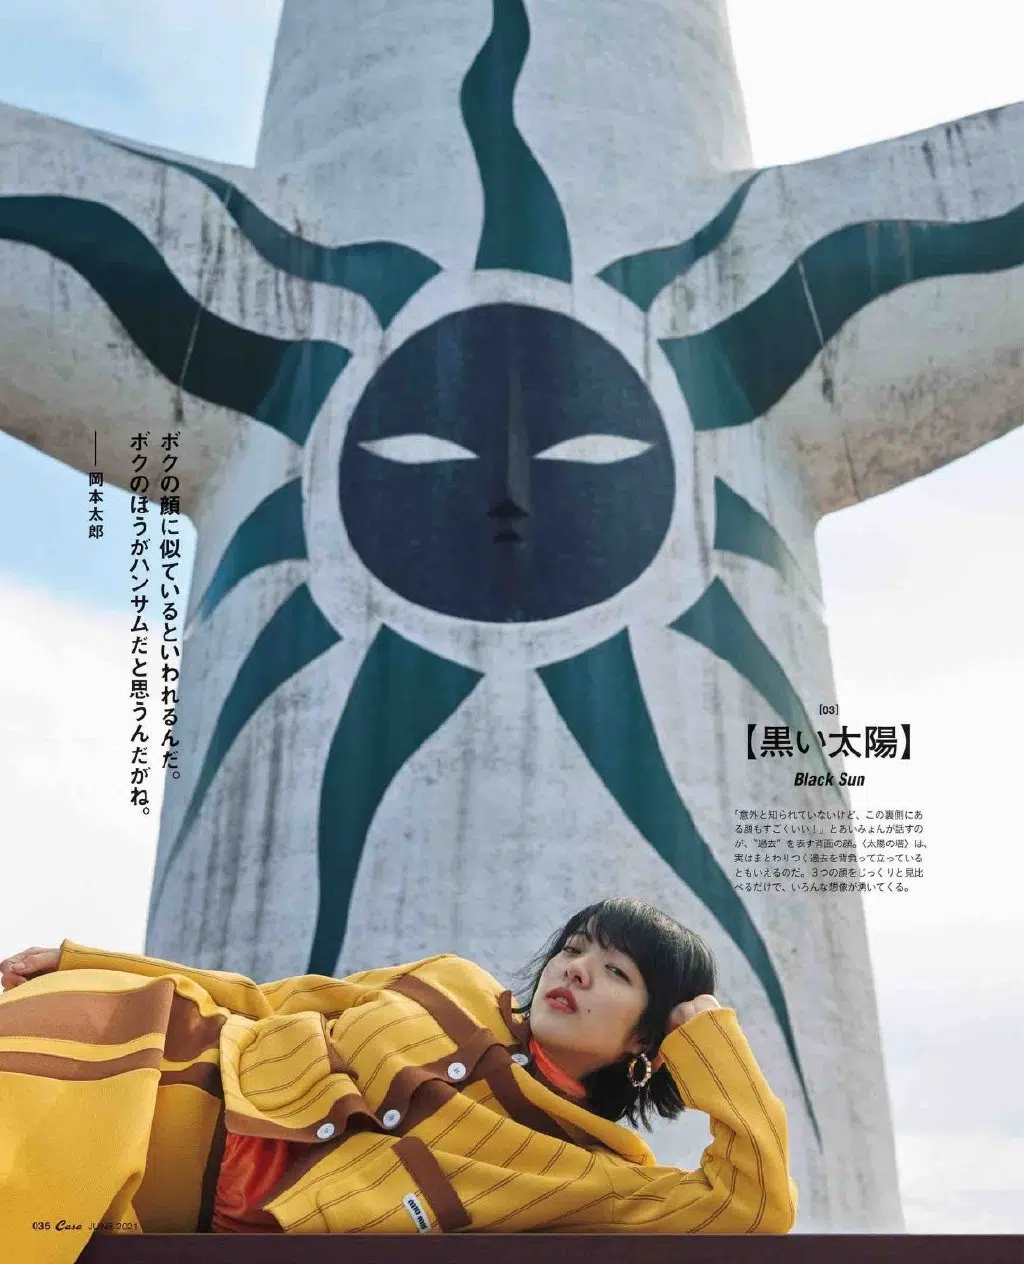 ボクの顔に似ているといわれるんだ。
ボクのほうがハンサムだと思うんだがね。
——岡本太郎
[03]
【黒い太陽】
Black Sun
「意外と知られていないけど、この裏側にあ
る顔もすごくいい！」とあいみょんが話すの
が、“過去”を表す背面の顔。〈太陽の塔〉は、
実はまとわりつく過去を背負って立っている
ともいえるのだ。3つの顔をじっくりと見比
べるだけで、いろんな想像が湧いてくる。
035 Casa JUNE 2021